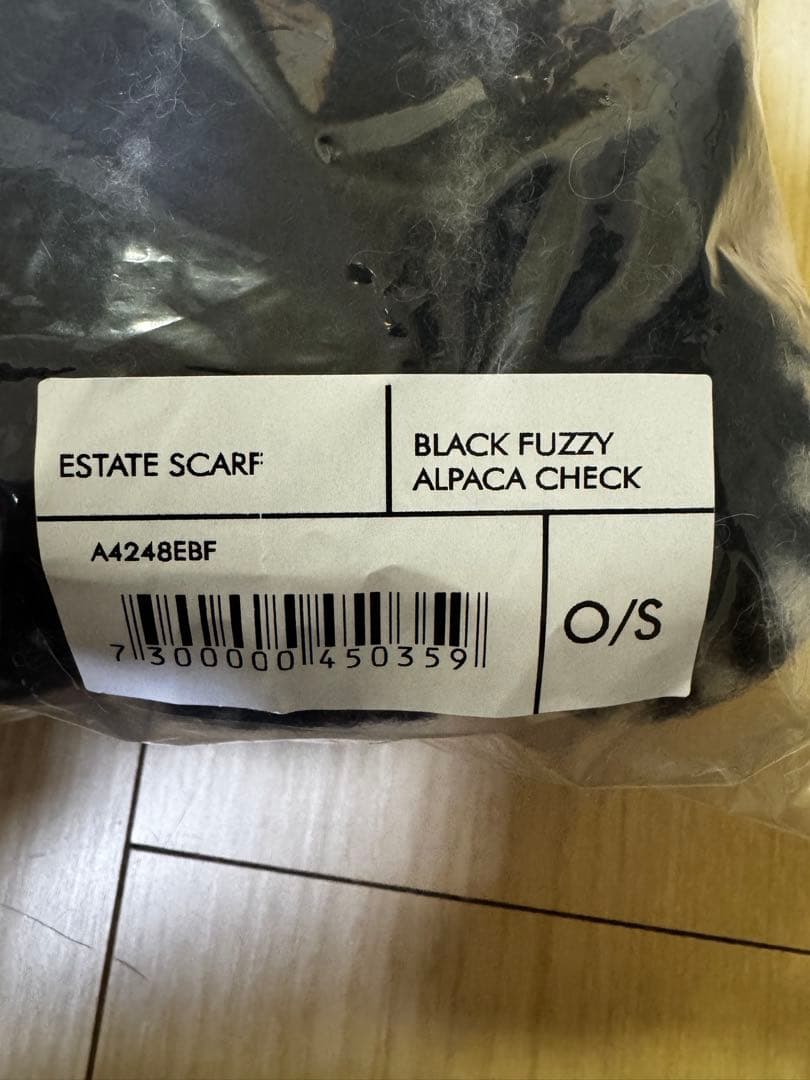 ESTATE SCARF
BLACK FUZZY
ALPACA CHECK
A4248EBF
7 300000 450359
O/S